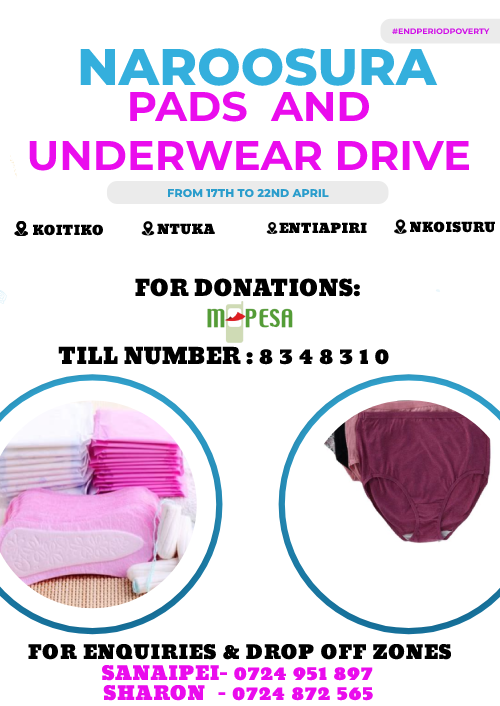 #ENDPERIODPOVERTY
NAROOSURA
PADS AND
UNDERWEAR DRIVE
FROM 17TH TO 22ND APRIL
KOITIKO NTUKA ENTIAPIRI NKOISURU
FOR DONATIONS:
M-PESA
TILL NUMBER : 8 3 4 8 3 1 0
FOR ENQUIRIES & DROP OFF ZONES
SANAIPEI- 0724 951 897
SHARON - 0724 872 565